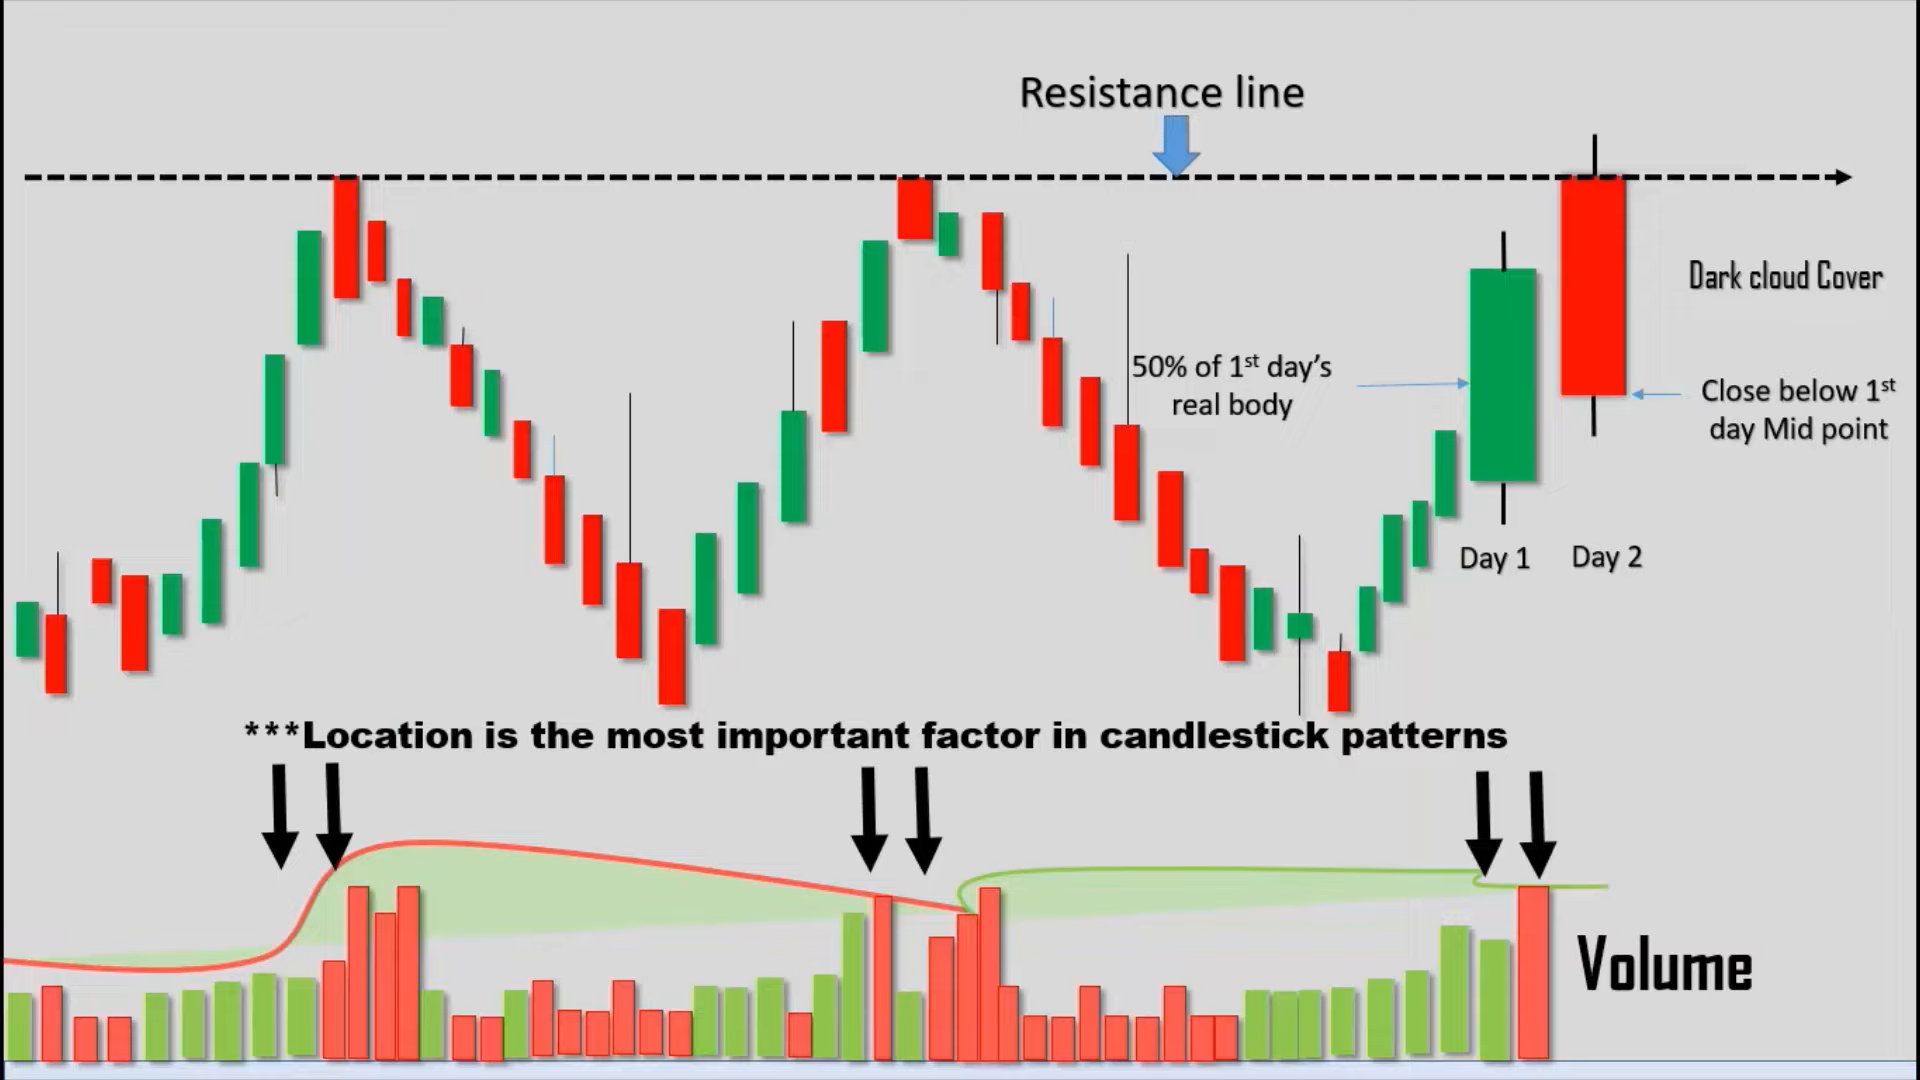 Resistance line
Dark cloud Cover
50% of 1st day's
real body
Close below 1st
day Mid point
Day 1
Day 2
***Location is the most important factor in candlestick patterns
Volume